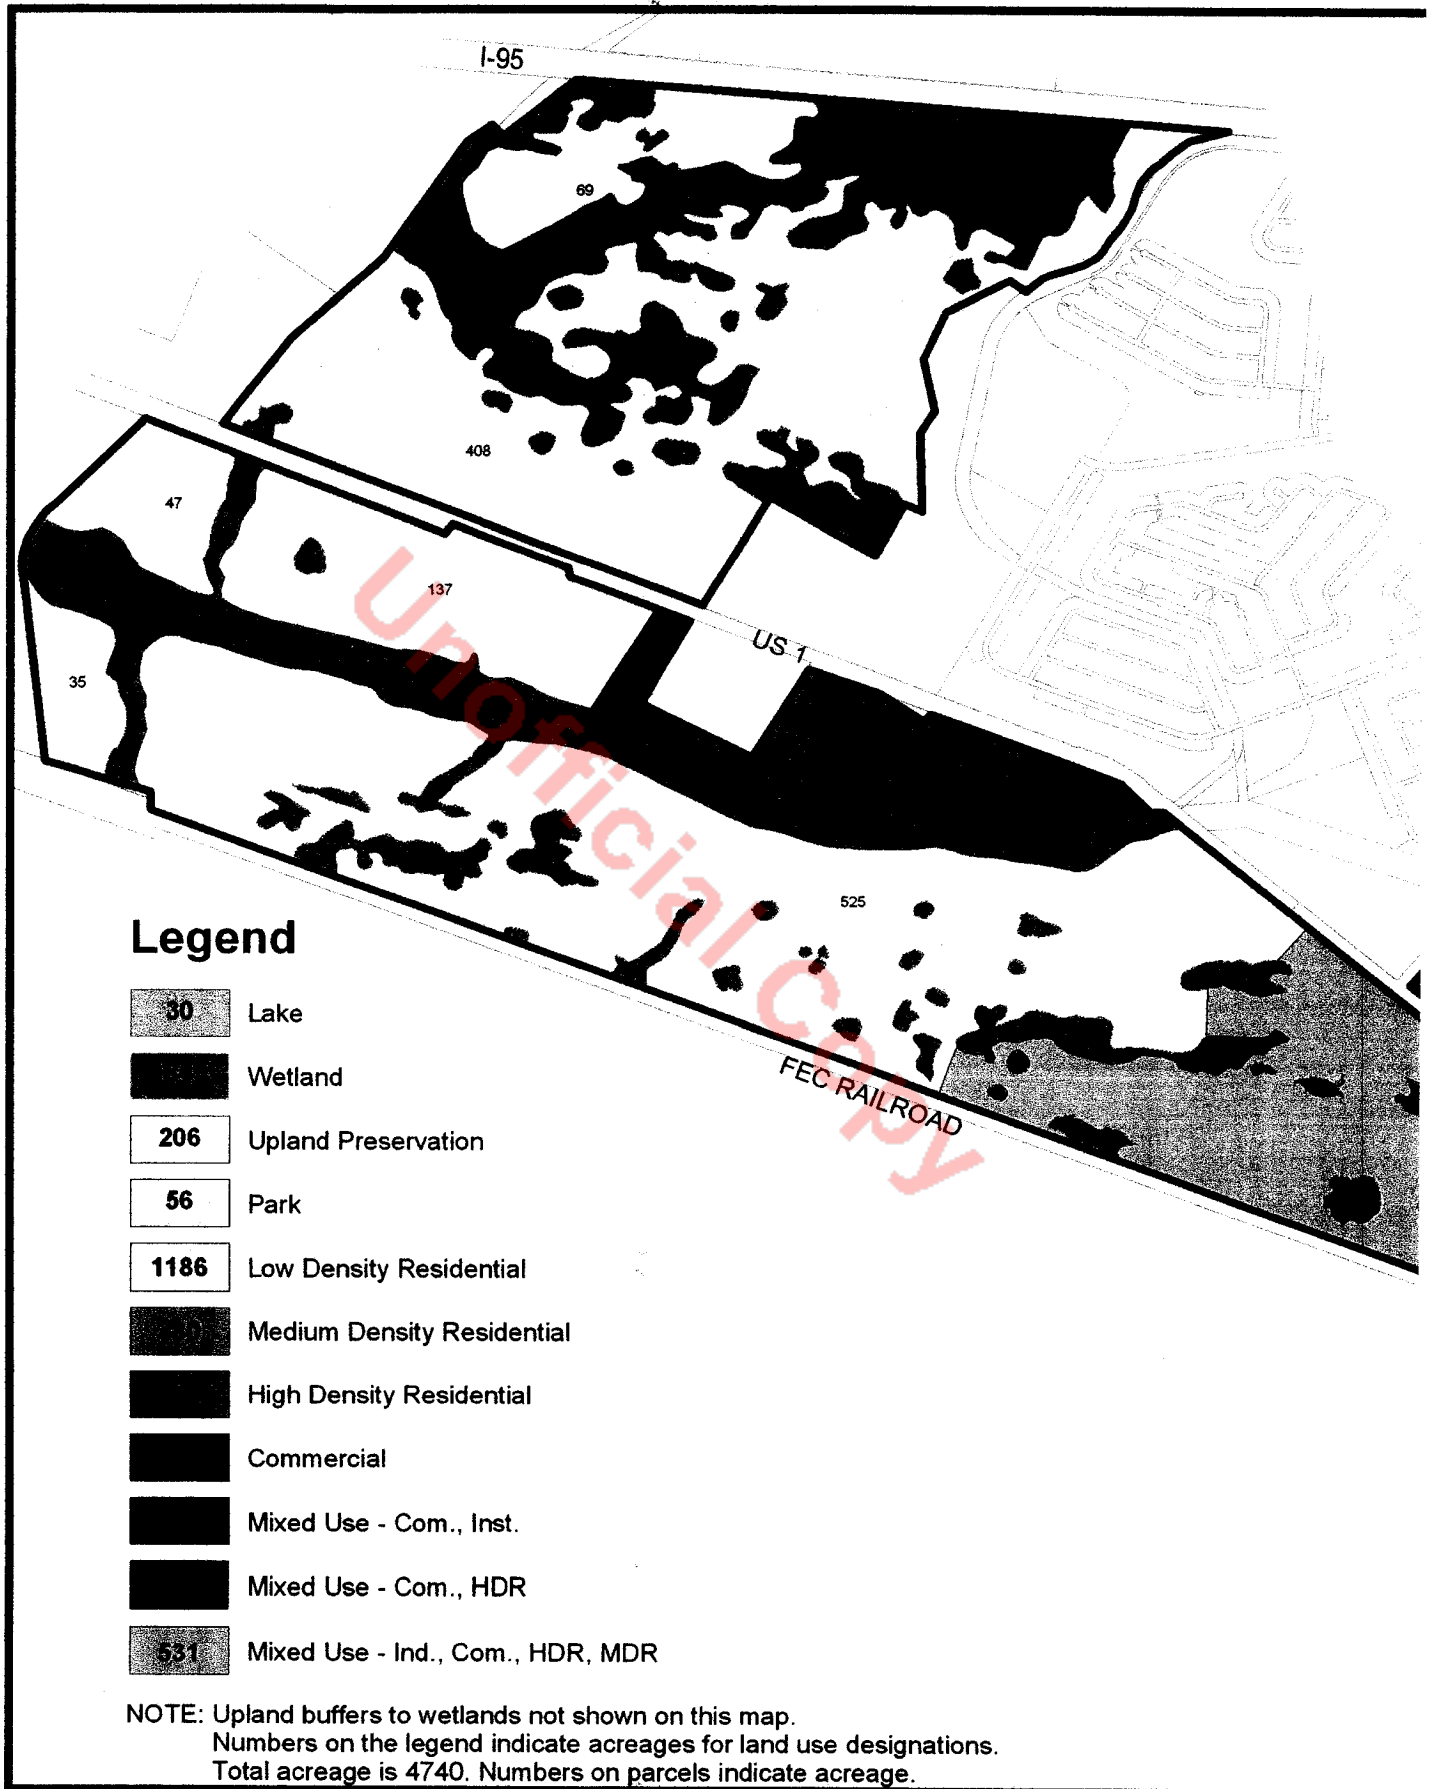 I-95
69
408
47
137
US 1
35
525
FEC RAILROAD
Unofficial Copy
Legend
30 Lake
Wetland
206 Upland Preservation
56 Park
1186 Low Density Residential
Medium Density Residential
High Density Residential
Commercial
Mixed Use - Com., Inst.
Mixed Use - Com., HDR
531 Mixed Use - Ind., Com., HDR, MDR
NOTE: Upland buffers to wetlands not shown on this map.
Numbers on the legend indicate acreages for land use designations.
Total acreage is 4740. Numbers on parcels indicate acreage.